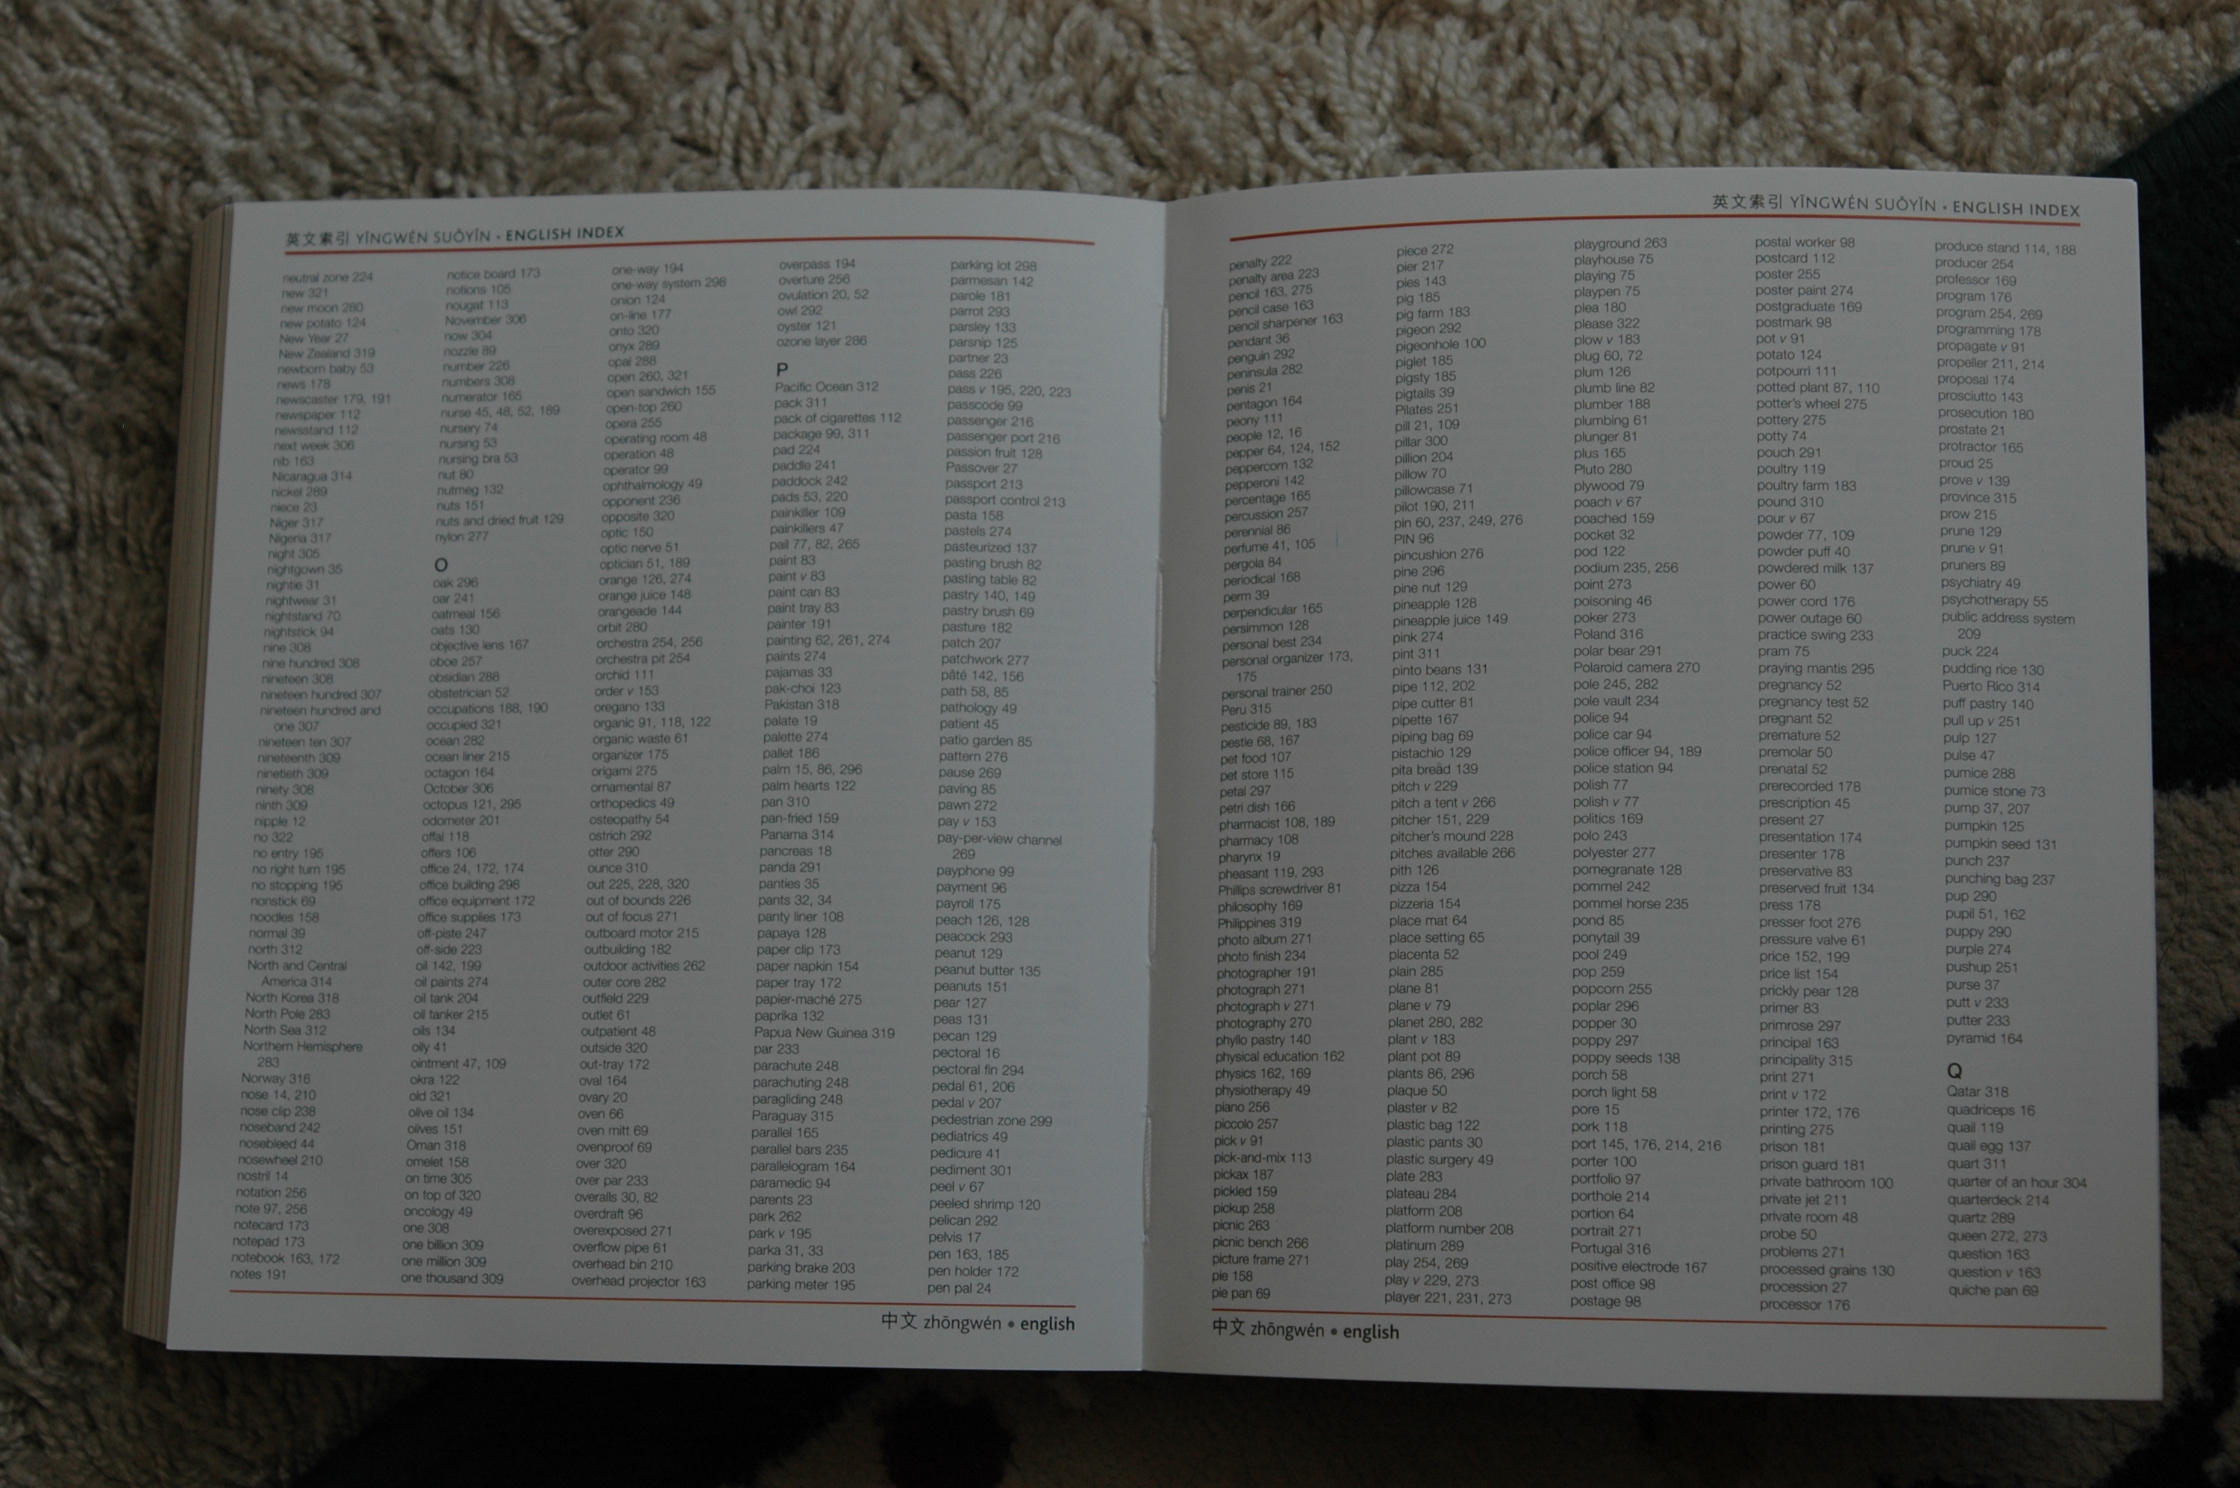 英文索引 YĪNGWÉN SUǑYǏN • ENGLISH INDEX
neutral zone 224
new 321
new moon 280
new potato 124
New Year 27
New Zealand 319
newborn baby 53
news 178
newscaster 179, 191
newspaper 112
newsstand 112
next week 306
nib 163
Nicaragua 314
nickel 289
niece 23
Niger 317
Nigeria 317
night 305
nightgown 35
nightie 31
nightwear 31
nightstand 70
nightstick 94
nine 308
nine hundred 308
nineteen 308
nineteen hundred 307
nineteen hundred and
one 307
nineteen ten 307
nineteenth 309
ninetieth 309
ninety 308
ninth 309
nipple 12
no 322
no entry 195
no right turn 195
no stopping 195
nonstick 69
noodles 158
normal 39
north 312
North and Central
America 314
North Korea 318
North Pole 283
North Sea 312
Northern Hemisphere
283
Norway 316
nose 14, 210
nose clip 238
noseband 242
nosebleed 44
nosewheel 210
nostril 14
notation 256
note 97, 256
notecard 173
notepad 173
notebook 163, 172
notes 191
notice board 173
notions 105
nougat 113
November 306
now 304
nozzle 89
number 226
numbers 308
numerator 165
nurse 45, 48, 52, 189
nursery 74
nursing 53
nursing bra 53
nut 80
nutmeg 132
nuts 151
nuts and dried fruit 129
nylon 277
O
oak 296
oar 241
oatmeal 156
oats 130
objective lens 167
oboe 257
obsidian 288
obstetrician 52
occupations 188, 190
occupied 321
ocean 282
ocean liner 215
octagon 164
October 306
octopus 121, 295
odometer 201
offal 118
offers 106
office 24, 172, 174
office building 298
office equipment 172
office supplies 173
off-piste 247
off-side 223
oil 142, 199
oil paints 274
oil tank 204
oil tanker 215
oils 134
oily 41
ointment 47, 109
okra 122
old 321
olive oil 134
olives 151
Oman 318
omelet 158
on time 305
on top of 320
oncology 49
one 308
one billion 309
one million 309
one thousand 309
one-way 194
one-way system 298
onion 124
on-line 177
onto 320
onyx 289
opal 288
open 260, 321
open sandwich 155
open-top 260
opera 255
operating room 48
operation 48
operator 99
ophthalmology 49
opponent 236
opposite 320
optic 150
optic nerve 51
optician 51, 189
orange 126, 274
orange juice 148
orangeade 144
orbit 280
orchestra 254, 256
orchestra pit 254
orchid 111
order v 153
oregano 133
organic 91, 118, 122
organic waste 61
organizer 175
origami 275
ornamental 87
orthopedics 49
osteopathy 54
ostrich 292
otter 290
ounce 310
out 225, 228, 320
out of bounds 226
out of focus 271
outboard motor 215
outbuilding 182
outdoor activities 262
outer core 282
outfield 229
outlet 61
outpatient 48
outside 320
out-tray 172
oval 164
ovary 20
oven 66
oven mitt 69
ovenproof 69
over 320
over par 233
overalls 30, 82
overdraft 96
overexposed 271
overflow pipe 61
overhead bin 210
overhead projector 163
overpass 194
overture 256
ovulation 20, 52
owl 292
oyster 121
ozone layer 286
P
Pacific Ocean 312
pack 311
pack of cigarettes 112
package 99, 311
pad 224
paddle 241
paddock 242
pads 53, 220
painkiller 109
painkillers 47
pail 77, 82, 265
paint 83
paint v 83
paint can 83
paint tray 83
painter 191
painting 62, 261, 274
paints 274
pajamas 33
pak-choi 123
Pakistan 318
palate 19
palette 274
pallet 186
palm 15, 86, 296
palm hearts 122
pan 310
pan-fried 159
Panama 314
pancreas 18
panda 291
panties 35
pants 32, 34
panty liner 108
papaya 128
paper clip 173
paper napkin 154
paper tray 172
papier-maché 275
paprika 132
Papua New Guinea 319
par 233
parachute 248
parachuting 248
paragliding 248
Paraguay 315
parallel 165
parallel bars 235
parallelogram 164
paramedic 94
parents 23
park 262
park v 195
parka 31, 33
parking brake 203
parking meter 195
parking lot 298
parmesan 142
parole 181
parrot 293
parsley 133
parsnip 125
partner 23
pass 226
pass v 195, 220, 223
passcode 99
passenger 216
passenger port 216
passion fruit 128
Passover 27
passport 213
passport control 213
pasta 158
pastels 274
pasteurized 137
pasting brush 82
pasting table 82
pastry 140, 149
pastry brush 69
pasture 182
patch 207
patchwork 277
pâté 142, 156
path 58, 85
pathology 49
patient 45
patio garden 85
pattern 276
pause 269
paving 85
pawn 272
pay v 153
pay-per-view channel
269
payphone 99
payment 96
payroll 175
peach 126, 128
peacock 293
peanut 129
peanut butter 135
peanuts 151
pear 127
peas 131
pecan 129
pectoral 16
pectoral fin 294
pedal 61, 206
pedal v 207
pedestrian zone 299
pediatrics 49
pedicure 41
pediment 301
peel v 67
peeled shrimp 120
pelican 292
pelvis 17
pen 163, 185
pen holder 172
pen pal 24
中文 zhōngwén • english
英文索引 YĪNGWÉN SUǑYǏN • ENGLISH INDEX
penalty 222
penalty area 223
pencil 163, 275
pencil case 163
pencil sharpener 163
pendant 36
penguin 292
peninsula 282
penis 21
pentagon 164
peony 111
people 12, 16
pepper 64, 124, 152
peppercorn 132
pepperoni 142
percentage 165
percussion 257
perennial 86
perfume 41, 105
pergola 84
periodical 168
perm 39
perpendicular 165
persimmon 128
personal best 234
personal organizer 173,
175
personal trainer 250
Peru 315
pesticide 89, 183
pestle 68, 167
pet food 107
pet store 115
petal 297
petri dish 166
pharmacist 108, 189
pharmacy 108
pharynx 19
pheasant 119, 293
Phillips screwdriver 81
philosophy 169
Philippines 319
photo album 271
photo finish 234
photographer 191
photograph 271
photograph v 271
photography 270
phyllo pastry 140
physical education 162
physics 162, 169
physiotherapy 49
piano 256
piccolo 257
pick v 91
pick-and-mix 113
pickax 187
pickled 159
pickup 258
picnic 263
picnic bench 266
picture frame 271
pie 158
pie pan 69
piece 272
pier 217
pies 143
pig 185
pig farm 183
pigeon 292
pigeonhole 100
piglet 185
pigsty 185
pigtails 39
Pilates 251
pill 21, 109
pillar 300
pillion 204
pillow 70
pillowcase 71
pilot 190, 211
pin 60, 237, 249, 276
PIN 96
pincushion 276
pine 296
pine nut 129
pineapple 128
pineapple juice 149
pink 274
pint 311
pinto beans 131
pipe 112, 202
pipe cutter 81
pipette 167
piping bag 69
pistachio 129
pita bread 139
pitch v 229
pitch a tent v 266
pitcher 151, 229
pitcher's mound 228
pitches available 266
pith 126
pizza 154
pizzeria 154
place mat 64
place setting 65
placenta 52
plain 285
plane 81
plane v 79
planet 280, 282
plant v 183
plant pot 89
plants 86, 296
plaque 50
plaster v 82
plastic bag 122
plastic pants 30
plastic surgery 49
plate 283
plateau 284
platform 208
platform number 208
platinum 289
play 254, 269
play v 229, 273
player 221, 231, 273
playground 263
playhouse 75
playing 75
playpen 75
plea 180
please 322
plow v 183
plug 60, 72
plum 126
plumb line 82
plumber 188
plumbing 61
plunger 81
plus 165
Pluto 280
plywood 79
poach v 67
poached 159
pocket 32
pod 122
podium 235, 256
point 273
poisoning 46
poker 273
Poland 316
polar bear 291
Polaroid camera 270
pole 245, 282
pole vault 234
police 94
police car 94
police officer 94, 189
police station 94
polish 77
polish v 77
politics 169
polo 243
polyester 277
pomegranate 128
pommel 242
pommel horse 235
pond 85
ponytail 39
pool 249
pop 259
popcorn 255
poplar 296
popper 30
poppy 297
poppy seeds 138
porch 58
porch light 58
pore 15
pork 118
port 145, 176, 214, 216
porter 100
portfolio 97
porthole 214
portion 64
portrait 271
Portugal 316
positive electrode 167
post office 98
postage 98
postal worker 98
postcard 112
poster 255
poster paint 274
postgraduate 169
postmark 98
pot v 91
potato 124
potpourri 111
potted plant 87, 110
potter's wheel 275
pottery 275
potty 74
pouch 291
poultry 119
poultry farm 183
pound 310
pour v 67
powder 77, 109
powder puff 40
powdered milk 137
power 60
power cord 176
power outage 60
practice swing 233
pram 75
praying mantis 295
pregnancy 52
pregnancy test 52
pregnant 52
premature 52
premolar 50
prenatal 52
prerecorded 178
prescription 45
present 27
presentation 174
presenter 178
preservative 83
preserved fruit 134
press 178
presser foot 276
pressure valve 61
price 152, 199
price list 154
prickly pear 128
primer 83
primrose 297
principal 163
principality 315
print 271
print v 172
printer 172, 176
printing 275
prison 181
prison guard 181
private bathroom 100
private jet 211
private room 48
probe 50
problems 271
processed grains 130
procession 27
processor 176
produce stand 114, 188
producer 254
professor 169
program 176
program 254, 269
programming 178
propagate v 91
propeller 211, 214
proposal 174
prosciutto 143
prosecution 180
prostate 21
protractor 165
proud 25
prove v 139
province 315
prow 215
prune 129
prune v 91
pruners 89
psychiatry 49
psychotherapy 55
public address system
209
puck 224
pudding rice 130
Puerto Rico 314
puff pastry 140
pull up v 251
pulp 127
pulse 47
pumice 288
pumice stone 73
pump 37, 207
pumpkin 125
pumpkin seed 131
punch 237
punching bag 237
pup 290
pupil 51, 162
puppy 290
purple 274
pushup 251
purse 37
putt v 233
putter 233
pyramid 164
Q
Qatar 318
quadriceps 16
quail 119
quail egg 137
quart 311
quarter of an hour 304
quarterdeck 214
quartz 289
queen 272, 273
question 163
question v 163
quiche pan 69
中文 zhōngwén • english